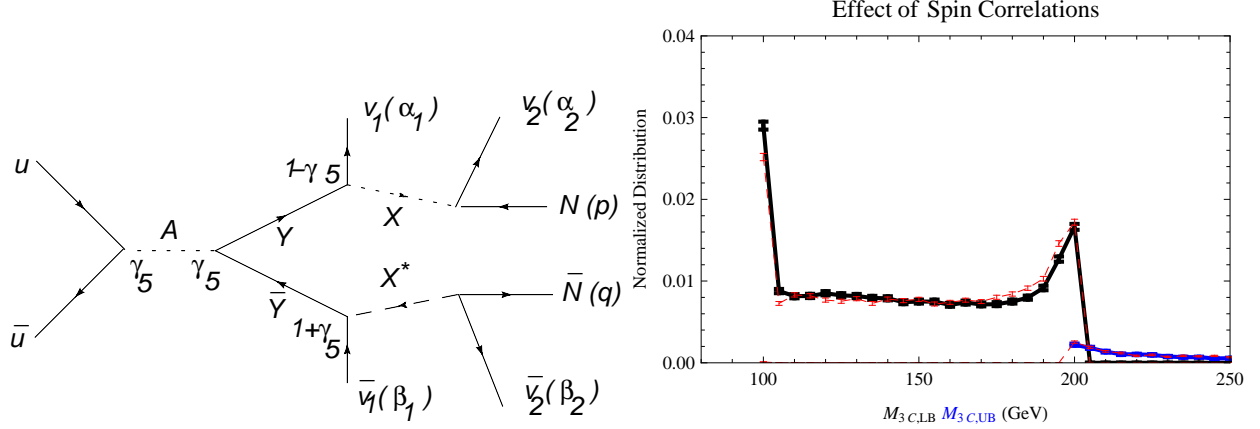 Effect of Spin Correlations
v₁(α₁)
v₂(α₂)
1-γ₅
u
A
X
N (p)
Y
γ₅
γ₅
X*
Y̅
N̅(q)
1+γ₅
u̅
v̅₁(β₁)
v̅₂(β₂)
Normalized Distribution
0.04
0.03
0.02
0.01
0.00
100
150
200
250
M3C,LB M3C,UB (GeV)